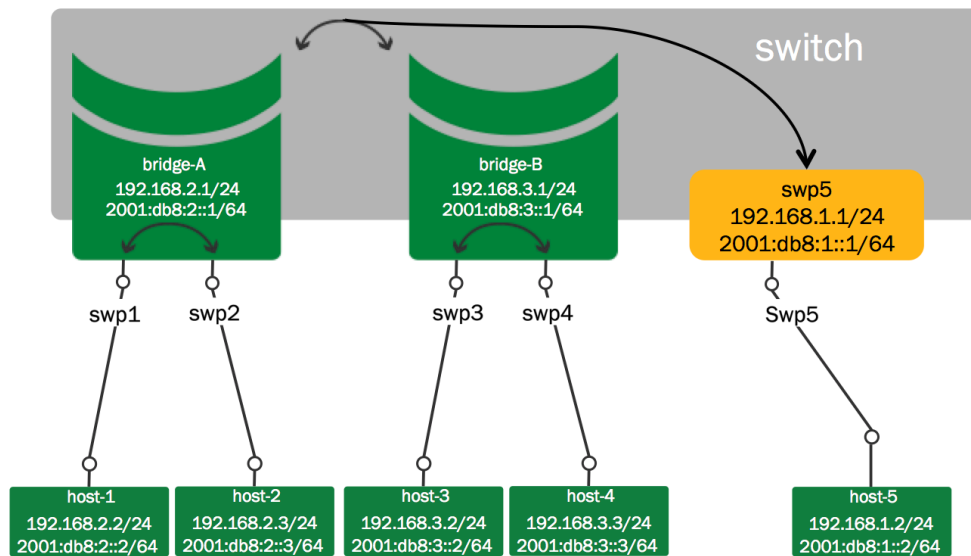 switch
bridge-A
192.168.2.1/24
2001:db8:2::1/64
bridge-B
192.168.3.1/24
2001:db8:3::1/64
swp5
192.168.1.1/24
2001:db8:1::1/64
swp1
swp2
swp3
swp4
Swp5
host-1
192.168.2.2/24
2001:db8:2::2/64
host-2
192.168.2.3/24
2001:db8:2::3/64
host-3
192.168.3.2/24
2001:db8:3::2/64
host-4
192.168.3.3/24
2001:db8:3::3/64
host-5
192.168.1.2/24
2001:db8:1::2/64